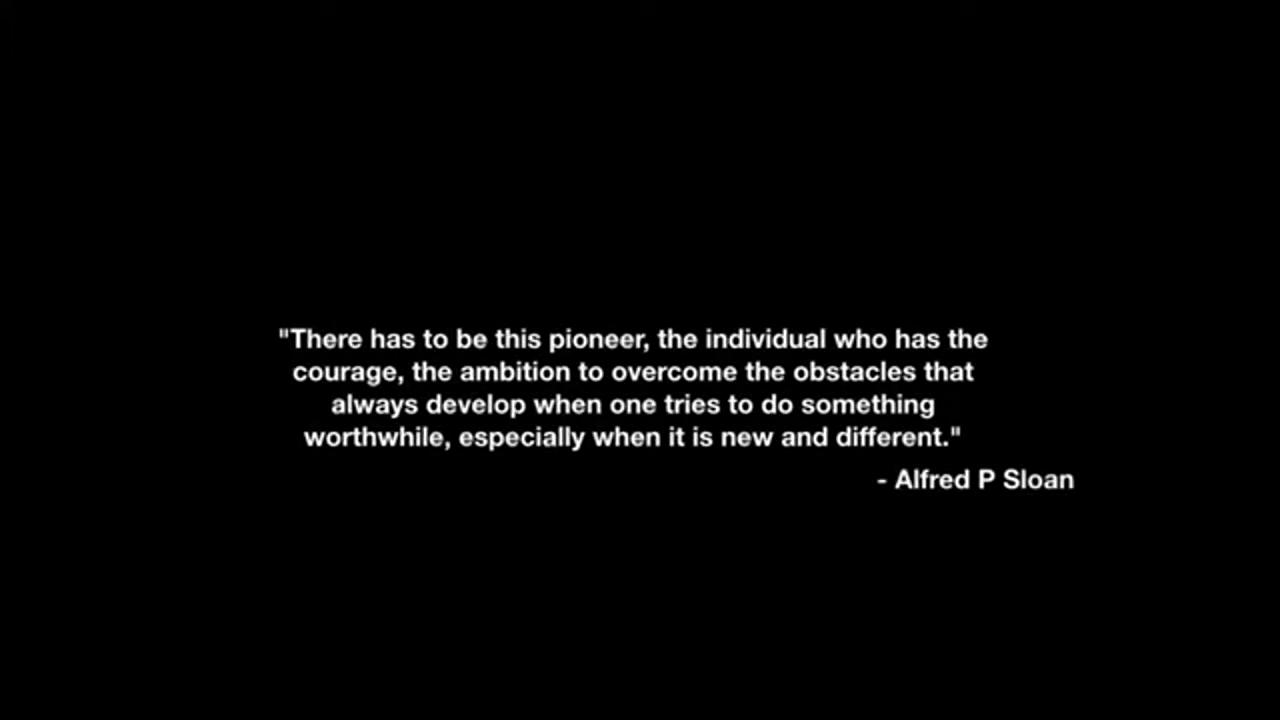 "There has to be this pioneer, the individual who has the
courage, the ambition to overcome the obstacles that
always develop when one tries to do something
worthwhile, especially when it is new and different."
- Alfred P Sloan